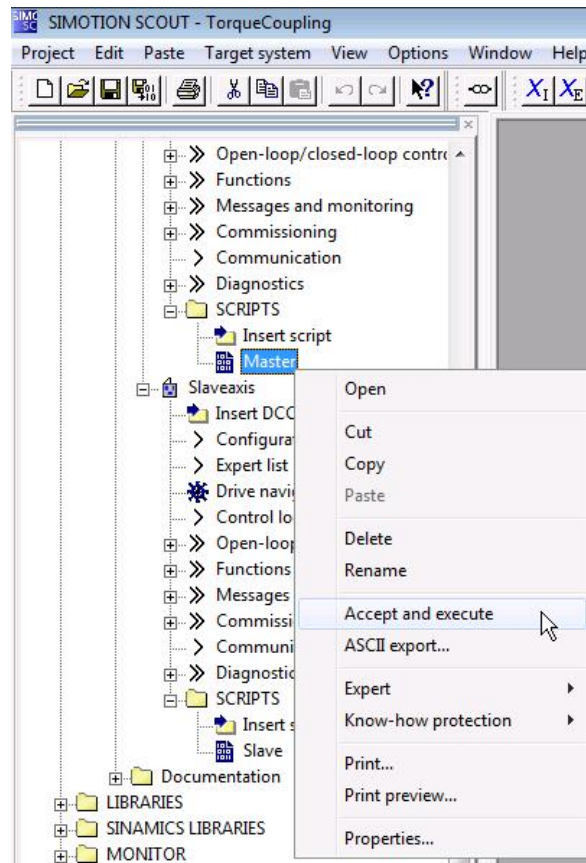 SIMOTION SCOUT - TorqueCoupling
Project Edit Paste Target system View Options Window Help
Open-loop/closed-loop contro
Functions
Messages and monitoring
Commissioning
Communication
Diagnostics
SCRIPTS
Insert script
Master
Slaveaxis
Insert DCC
Configurat
Expert list
Drive navi
Control lo
Open-loop
Functions
Messages
Commissi
Communi
Diagnostic
SCRIPTS
Insert s
Slave
Documentation
LIBRARIES
SINAMICS LIBRARIES
MONITOR
Open
Cut
Copy
Paste
Delete
Rename
Accept and execute
ASCII export...
Expert
Know-how protection
Print...
Print preview...
Properties...